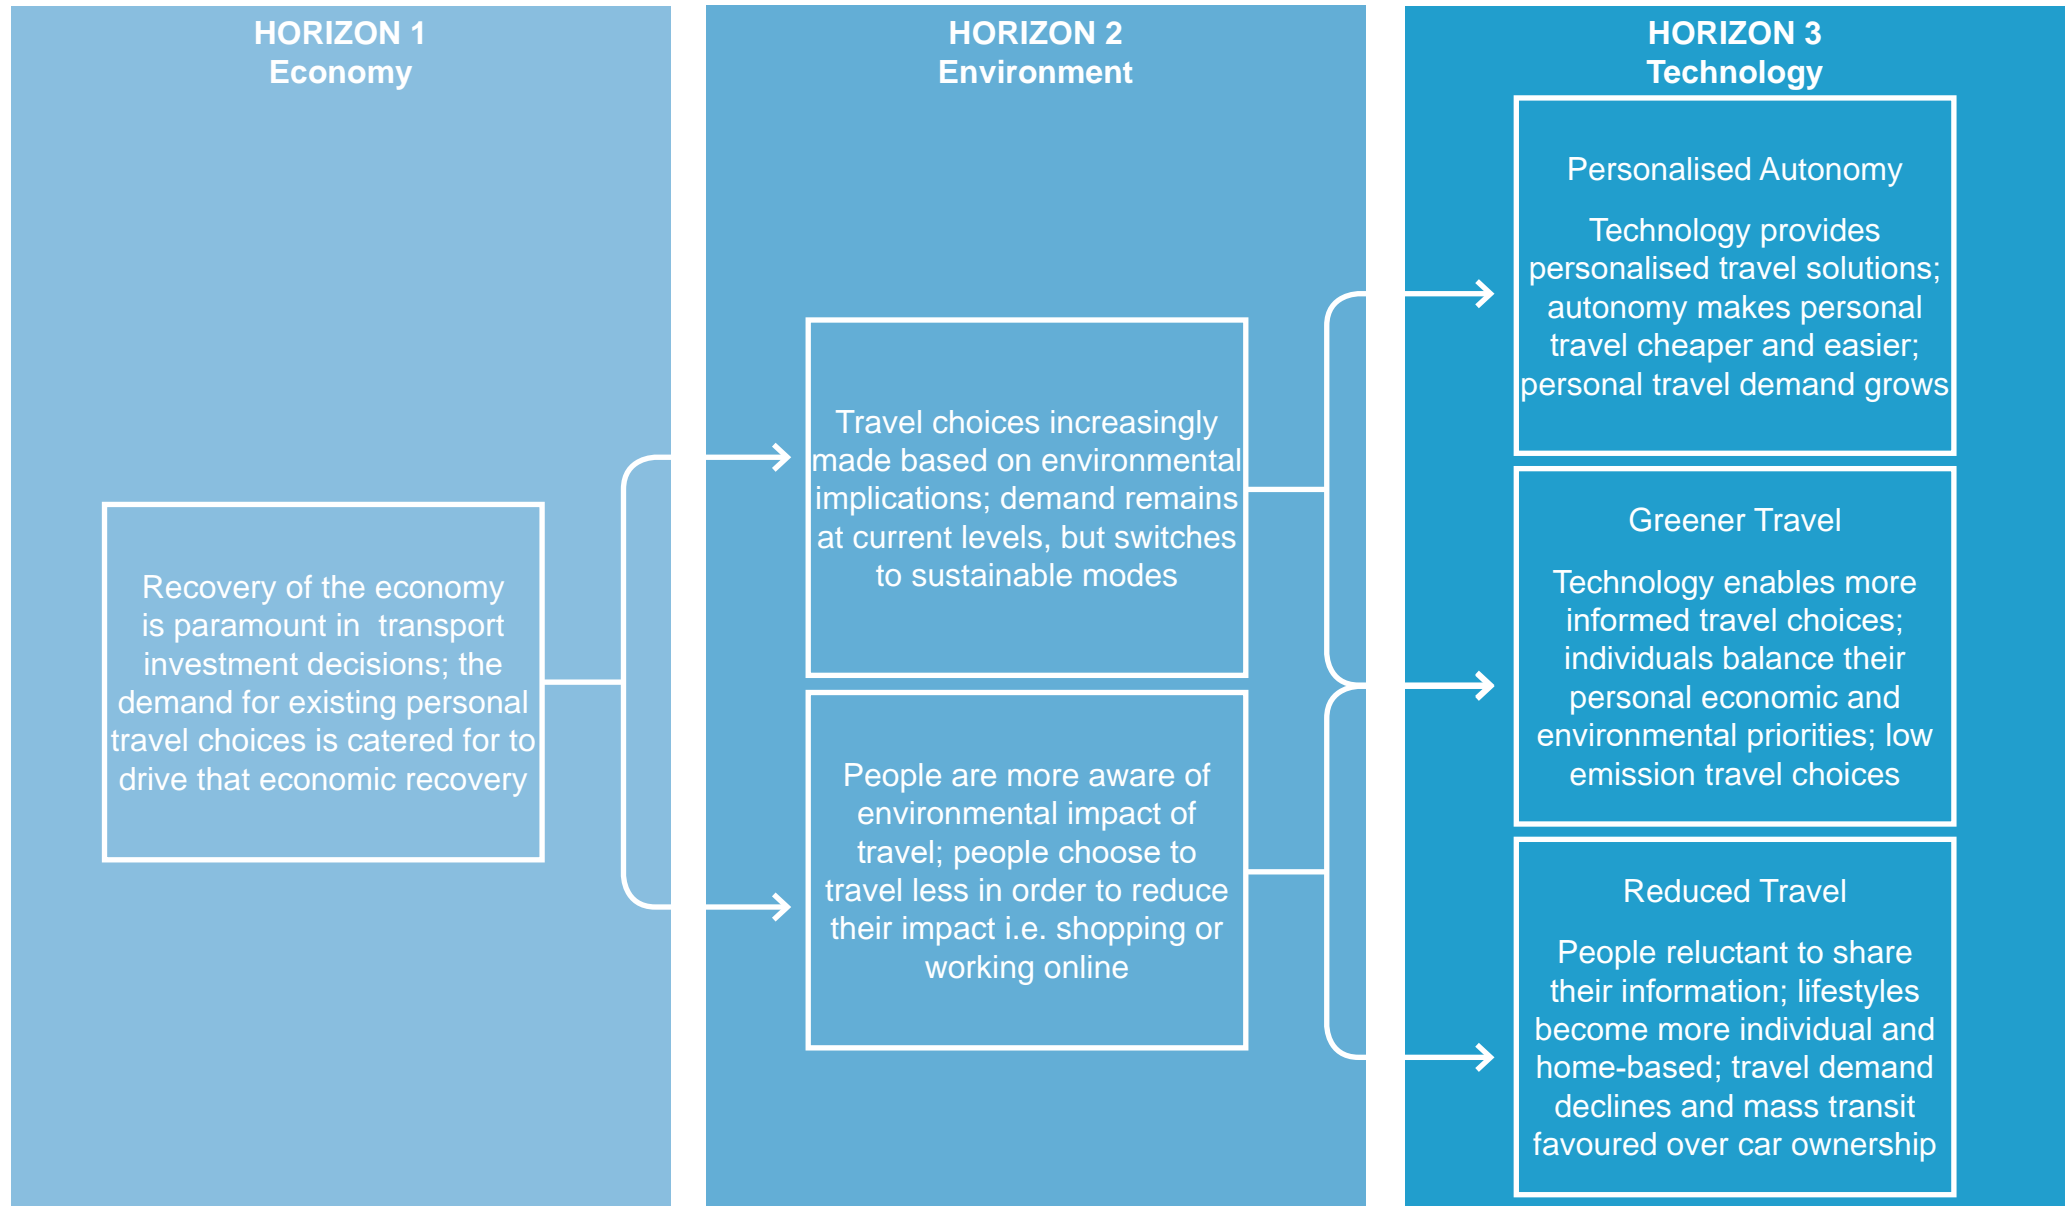 HORIZON 1
Economy
Recovery of the economy
is paramount in  transport
investment decisions; the
demand for existing personal
travel choices is catered for to
drive that economic recovery
HORIZON 2
Environment
Travel choices increasingly
made based on environmental
implications; demand remains
at current levels, but switches
to sustainable modes
People are more aware of
environmental impact of
travel; people choose to
travel less in order to reduce
their impact i.e. shopping or
working online
HORIZON 3
Technology
Personalised Autonomy
Technology provides
personalised travel solutions;
autonomy makes personal
travel cheaper and easier;
personal travel demand grows
Greener Travel
Technology enables more
informed travel choices;
individuals balance their
personal economic and
environmental priorities; low
emission travel choices
Reduced Travel
People reluctant to share
their information; lifestyles
become more individual and
home-based; travel demand
declines and mass transit
favoured over car ownership